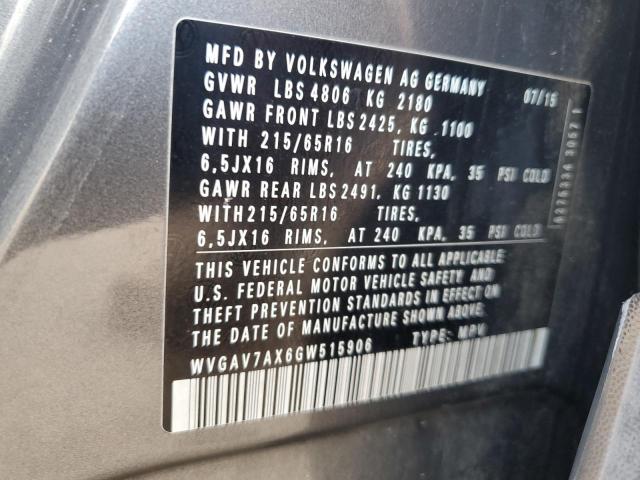 MFD BY VOLKSWAGEN AG GERMANY 07/15
GVWR LBS 4806 KG 2180
GAWR FRONT LBS 2425, KG .1100
WITH 215/65R16 TIRES,
6,5JX16 RIMS, AT 240 KPA, 35 PSI COLD
GAWR REAR LBS 2491, KG 1130
WITH 215/65R16 TIRES,
6,5JX16 RIMS, AT 240 KPA, 35 PSI COLD
THIS VEHICLE CONFORMS TO ALL APPLICABLE
U.S. FEDERAL MOTOR VEHICLE SAFETY AND
THEFT PREVENTION STANDARDS IN EFFECT ON
THE DATE OF MANUFACTURE SHOWN ABOVE.
WVGAV7AX6GW515906 TYPE: MPV